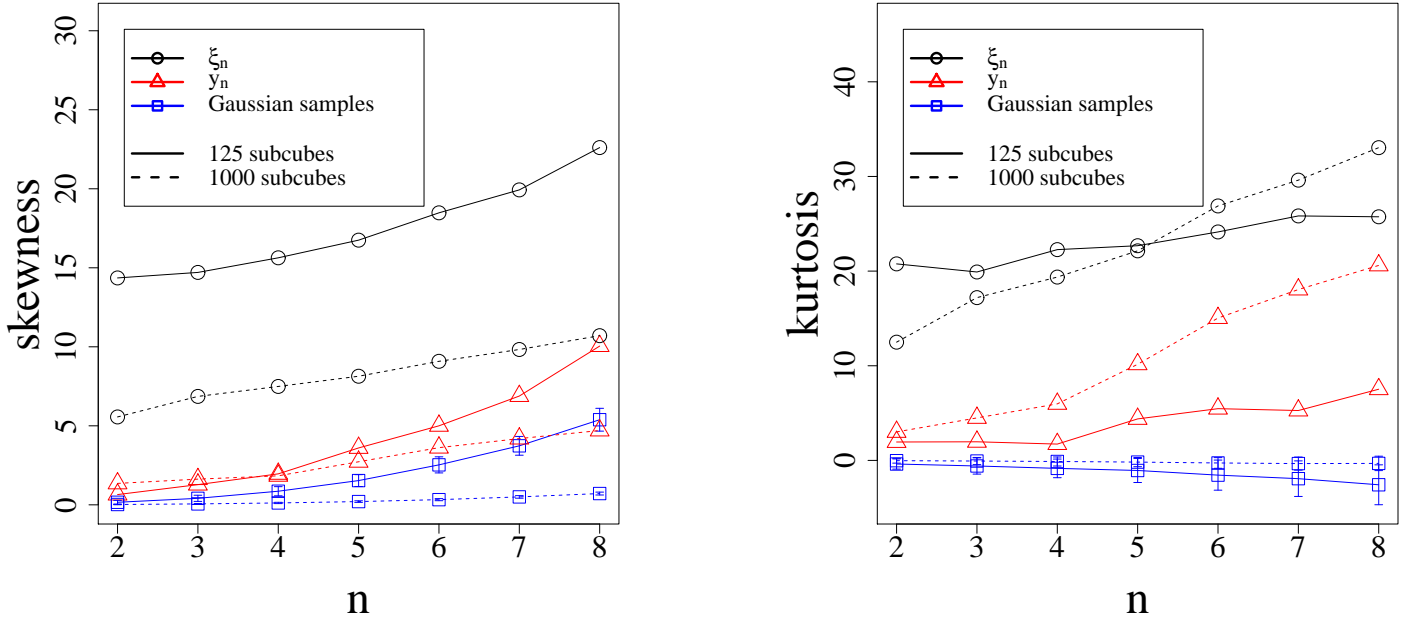 skewness
30
25
20
15
10
5
0
ξn
yn
Gaussian samples
125 subcubes
1000 subcubes
2 3 4 5 6 7 8
n
kurtosis
40
30
20
10
0
ξn
yn
Gaussian samples
125 subcubes
1000 subcubes
2 3 4 5 6 7 8
n